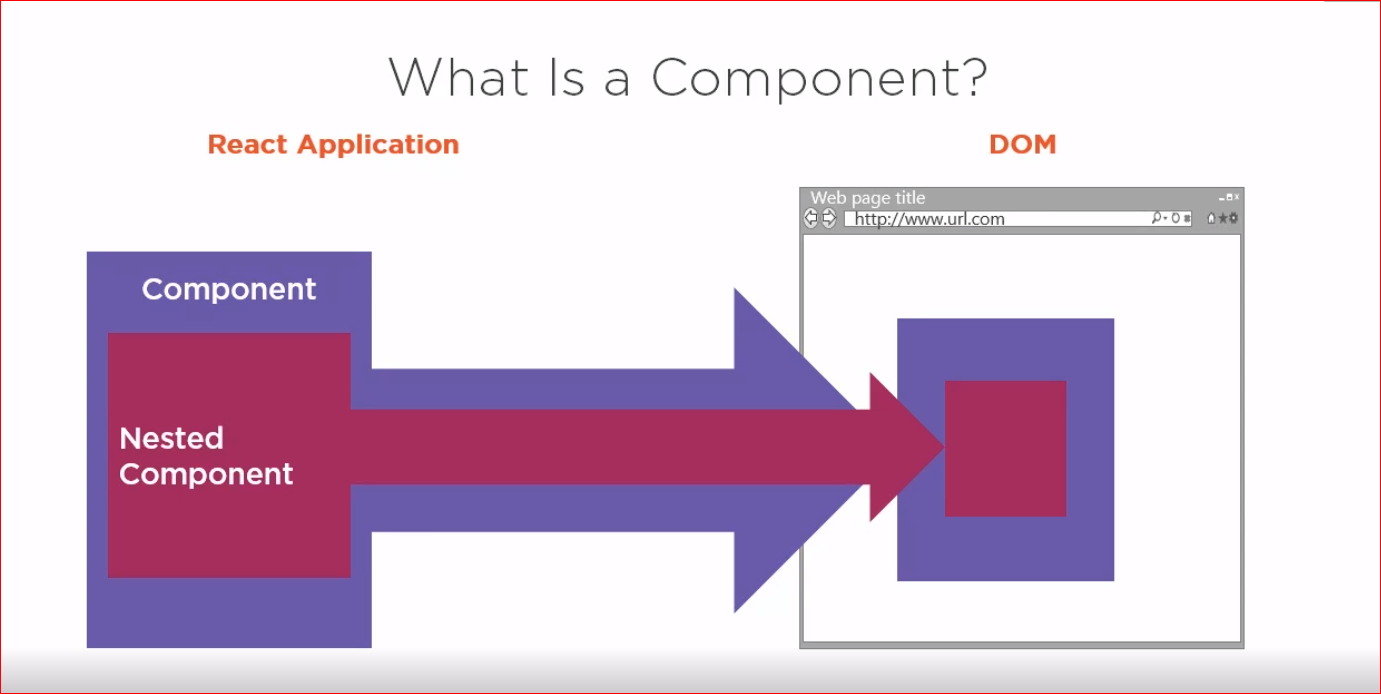 What Is a Component?
React Application
DOM
Web page title
http://www.url.com
Component
Nested
Component